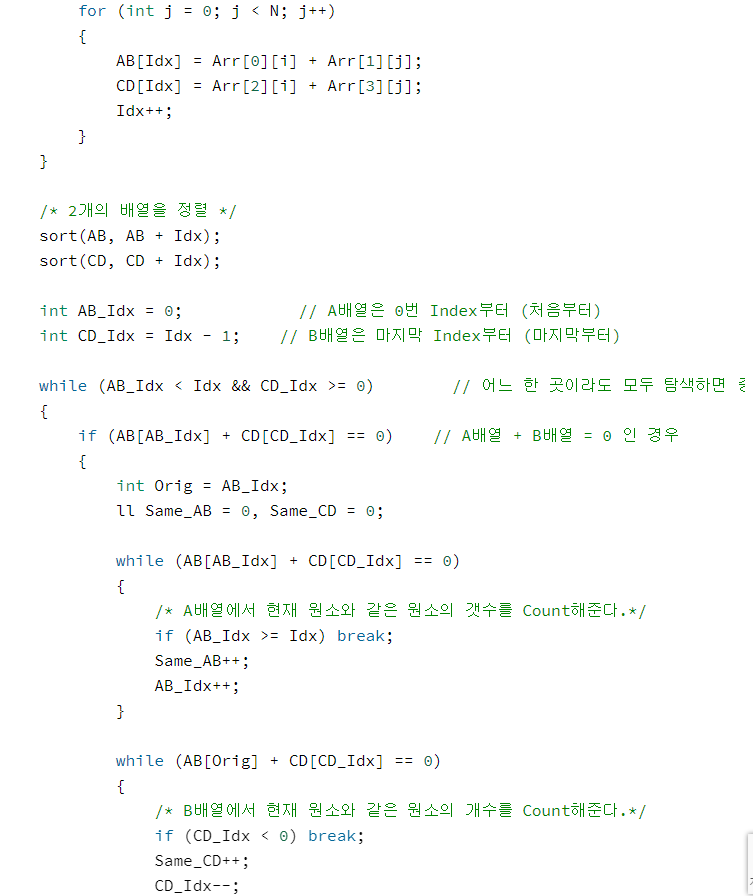 for (int j = 0; j < N; j++)
{
AB[Idx] = Arr[0][i] + Arr[1][j];
CD[Idx] = Arr[2][i] + Arr[3][j];
Idx++;
}
}
/* 2개의 배열을 정렬 */
sort(AB, AB + Idx);
sort(CD, CD + Idx);
int AB_Idx = 0; // A배열은 0번 Index부터 (처음부터)
int CD_Idx = Idx - 1; // B배열은 마지막 Index부터 (마지막부터)
while (AB_Idx < Idx && CD_Idx >= 0) // 어느 한 곳이라도 모두 탐색하면
{
if (AB[AB_Idx] + CD[CD_Idx] == 0) // A배열 + B배열 = 0 인 경우
{
int Orig = AB_Idx;
ll Same_AB = 0, Same_CD = 0;
while (AB[AB_Idx] + CD[CD_Idx] == 0)
{
/* A배열에서 현재 원소와 같은 원소의 갯수를 Count해준다.*/
if (AB_Idx >= Idx) break;
Same_AB++;
AB_Idx++;
}
while (AB[Orig] + CD[CD_Idx] == 0)
{
/* B배열에서 현재 원소와 같은 원소의 개수를 Count해준다.*/
if (CD_Idx < 0) break;
Same_CD++;
CD_Idx--;